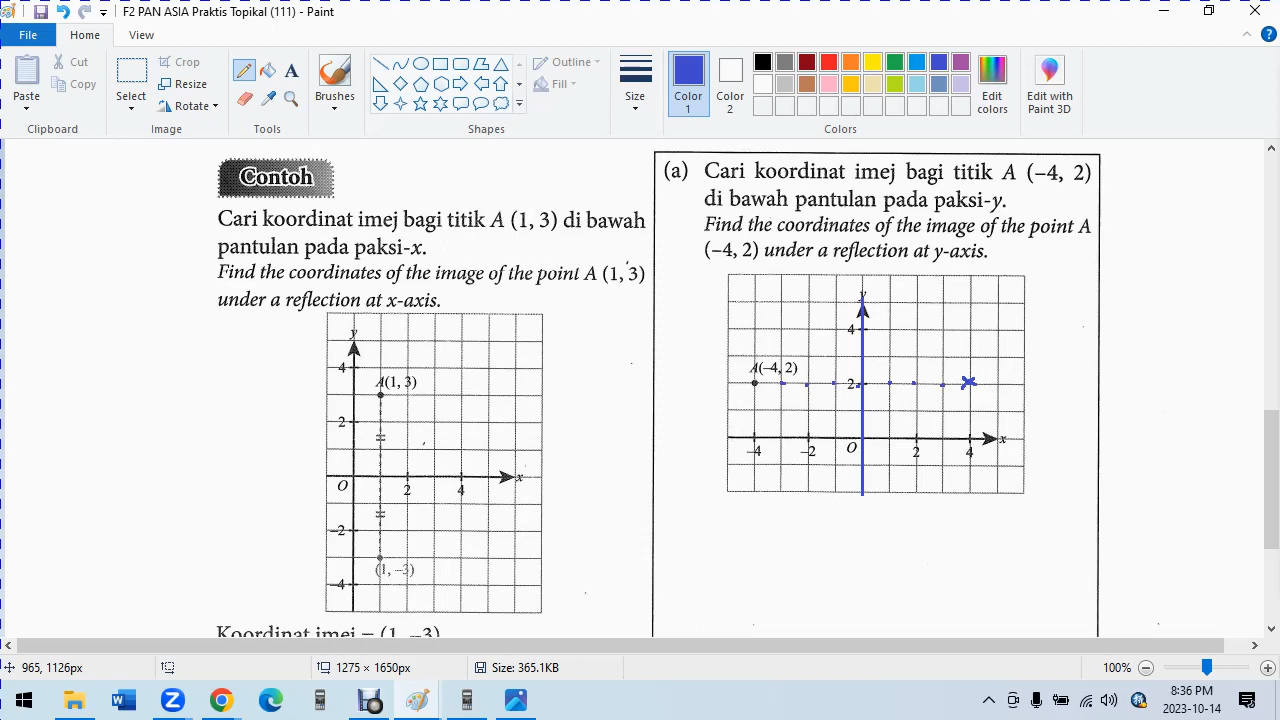 F2 PAN ASIA Praktis Topikal (111) - Paint
File
Home
View
Paste
Cut
Copy
Clipboard
Select
Crop
Resize
Rotate
Image
A
Tools
Brushes
Shapes
Outline
Fill
Size
Color 1
Color 2
Colors
Edit colors
Edit with Paint 3D
Contoh
Cari koordinat imej bagi titik A (1, 3) di bawah
pantulan pada paksi-x.
Find the coordinates of the image of the point A (1, 3)
under a reflection at x-axis.
y
4
A(1, 3)
2
O
2
4
x
–2
(1, –3)
–4
Koordinat imej = (1, –3)
(a) Cari koordinat imej bagi titik A (–4, 2)
di bawah pantulan pada paksi-y.
Find the coordinates of the image of the point A
(–4, 2) under a reflection at y-axis.
y
4
A(–4, 2)
2
–4
–2
O
2
4
x
965, 1126px
1275 × 1650px
Size: 365.1KB
100%
8:36 PM
2023-10-14